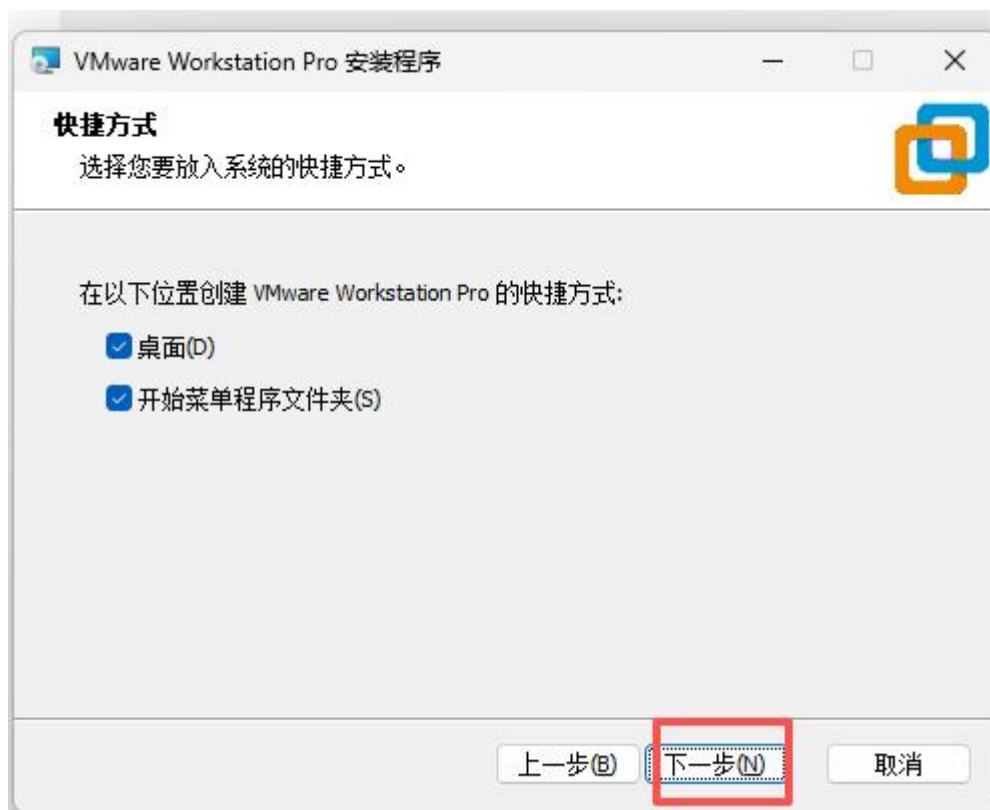 VMware Workstation Pro 安装程序
快捷方式
选择您要放入系统的快捷方式。
在以下位置创建 VMware Workstation Pro 的快捷方式:
桌面(D)
开始菜单程序文件夹(S)
上一步(B) 下一步(N) 取消